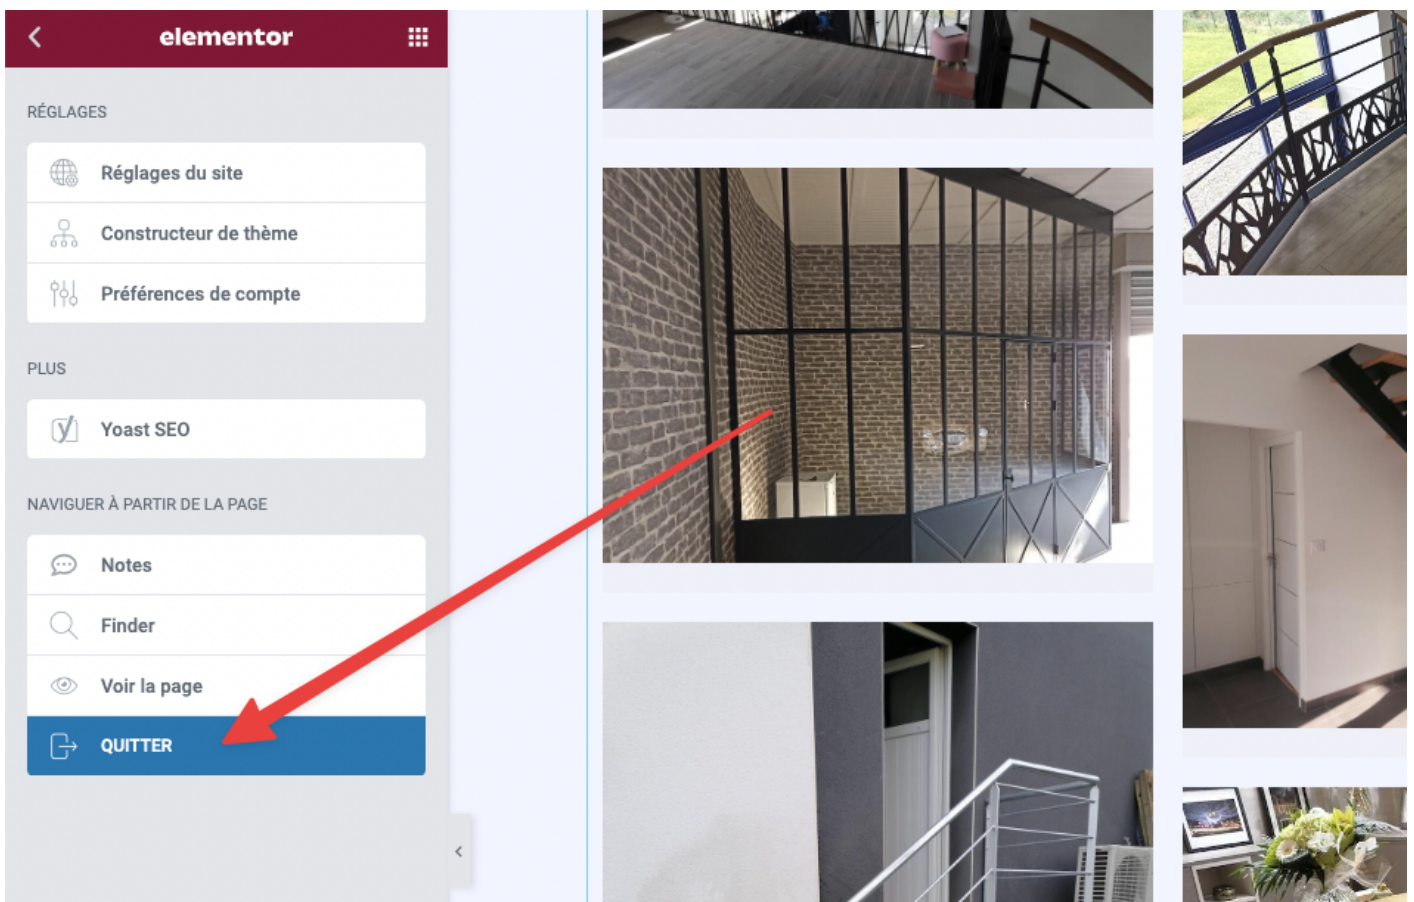 elementor
RÉGLAGES
Réglages du site
Constructeur de thème
Préférences de compte
PLUS
Yoast SEO
NAVIGUER À PARTIR DE LA PAGE
Notes
Finder
Voir la page
QUITTER